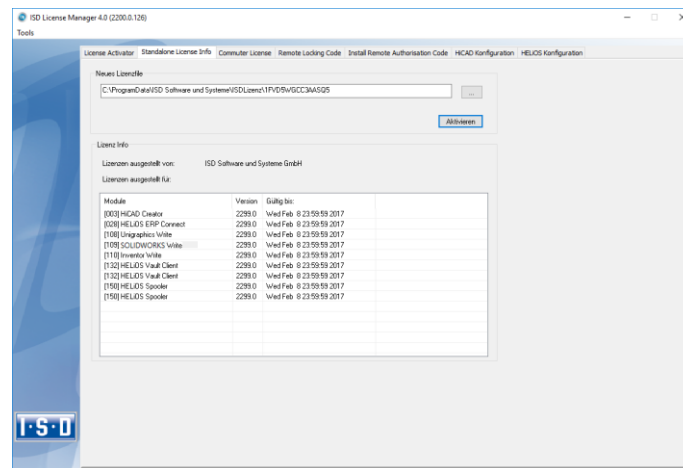 ISD License Manager 4.0 (2200.0.126)
Tools
License Activator Standalone License Info Commuter License Remote Locking Code Install Remote Authorisation Code HiCAD Konfiguration HELiOS Konfiguration
Neues Lizenzfile
C:\ProgramData\ISD Software und Systeme\ISDLizenz\1FVD5WGCC3AASQ5
...
Aktivieren
Lizenz Info
Lizenzen ausgestellt von: ISD Software und Systeme GmbH
Lizenzen ausgestellt für:
Module Version Gültig bis:
[003] HiCAD Creator 2299.0 Wed Feb 8 23:59:59 2017
[028] HELiOS ERP Connect 2299.0 Wed Feb 8 23:59:59 2017
[108] Unigraphics Write 2299.0 Wed Feb 8 23:59:59 2017
[109] SOLIDWORKS Write 2299.0 Wed Feb 8 23:59:59 2017
[110] Inventor Write 2299.0 Wed Feb 8 23:59:59 2017
[132] HELiOS Vault Client 2299.0 Wed Feb 8 23:59:59 2017
[132] HELiOS Vault Client 2299.0 Wed Feb 8 23:59:59 2017
[150] HELiOS Spooler 2299.0 Wed Feb 8 23:59:59 2017
[150] HELiOS Spooler 2299.0 Wed Feb 8 23:59:59 2017
I·S·D